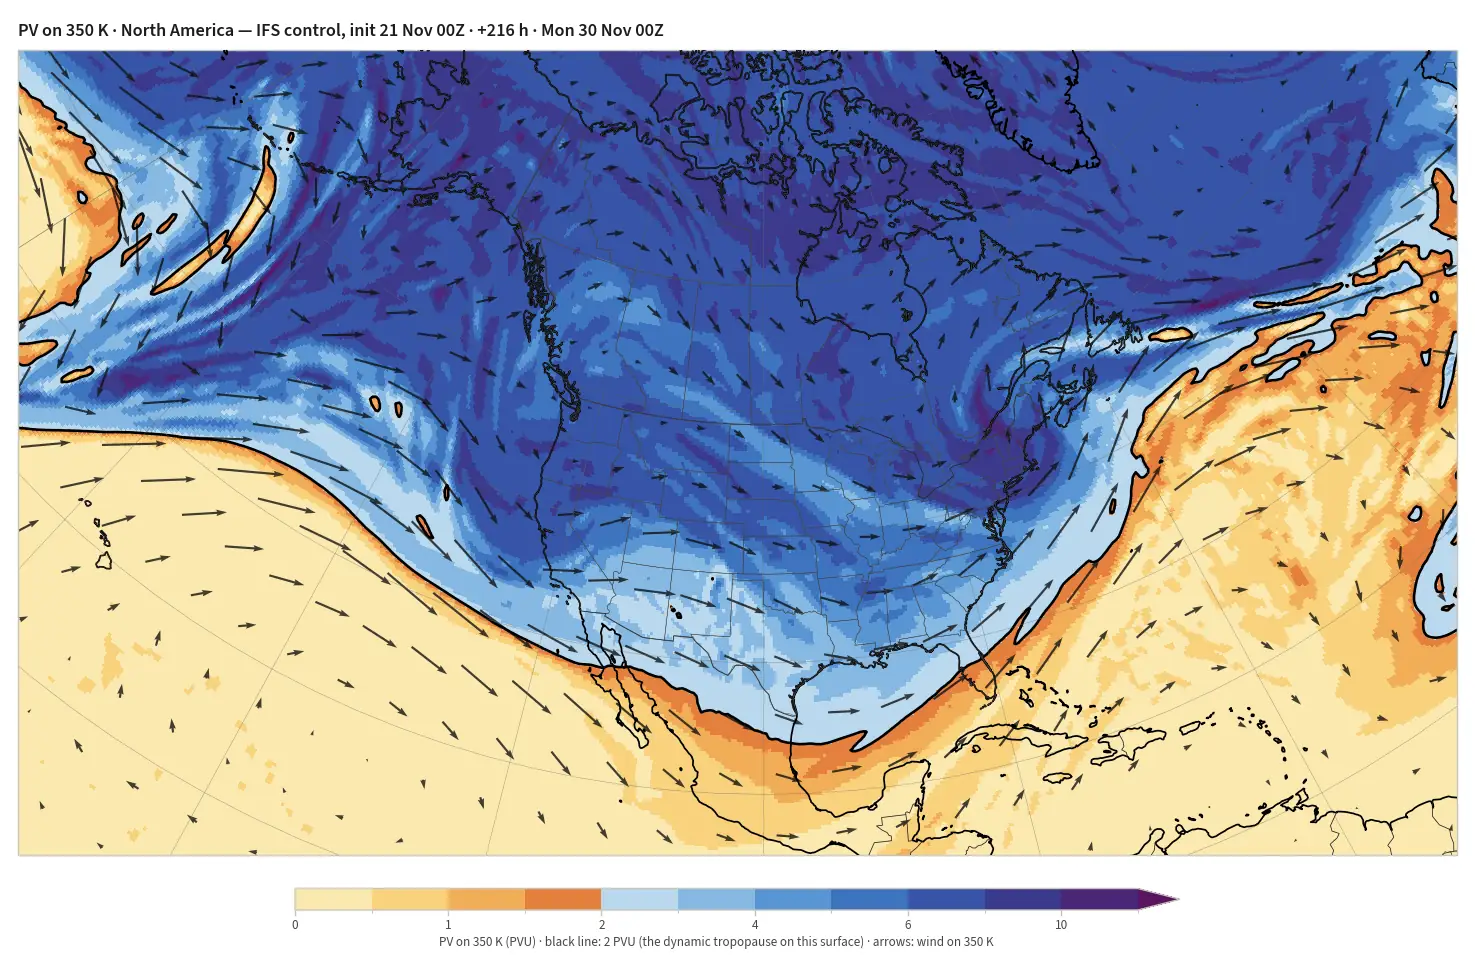 PV on 350 K · North America — IFS control, init 21 Nov 00Z · +216 h · Mon 30 Nov 00Z
0 1 2 4 6 10
PV on 350 K (PVU) · black line: 2 PVU (the dynamic tropopause on this surface) · arrows: wind on 350 K